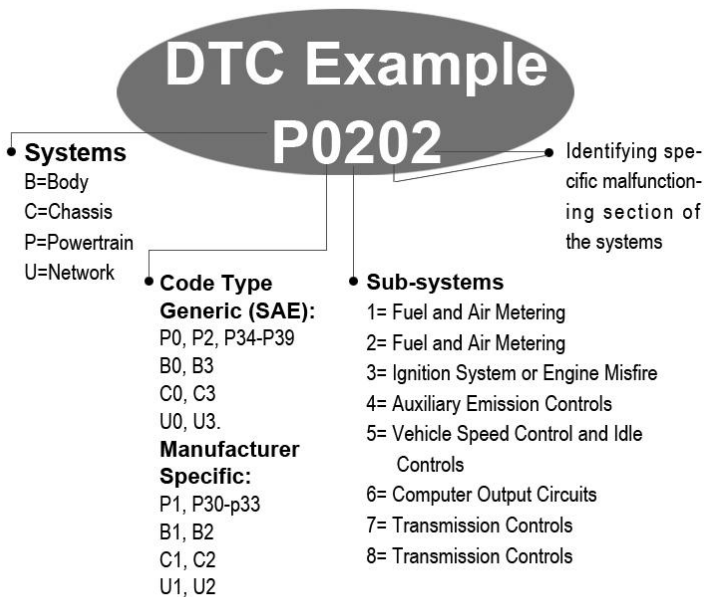 DTC Example
P0202
Systems
B=Body
C=Chassis
P=Powertrain
U=Network
Code Type
Generic (SAE):
P0, P2, P34-P39
B0, B3
C0, C3
U0, U3.
Manufacturer
Specific:
P1, P30-p33
B1, B2
C1, C2
U1, U2
Sub-systems
1= Fuel and Air Metering
2= Fuel and Air Metering
3= Ignition System or Engine Misfire
4= Auxiliary Emission Controls
5= Vehicle Speed Control and Idle
Controls
6= Computer Output Circuits
7= Transmission Controls
8= Transmission Controls
Identifying spe-
cific malfunction-
ing section of
the systems